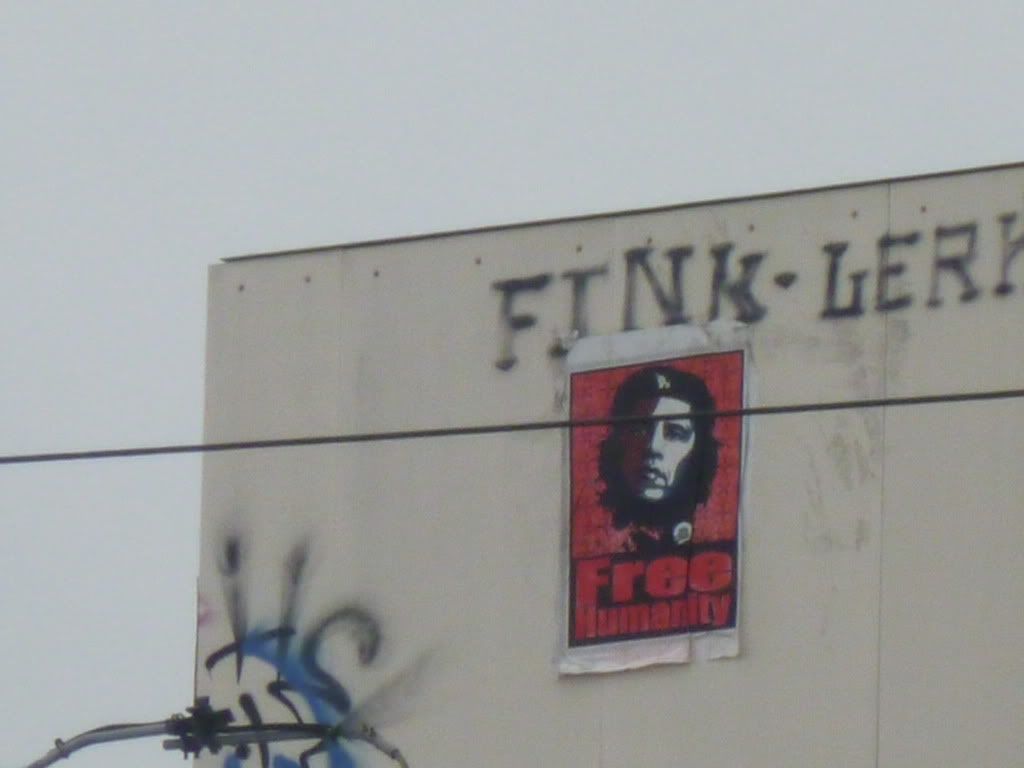 FINK · LERK
Free
Humanity